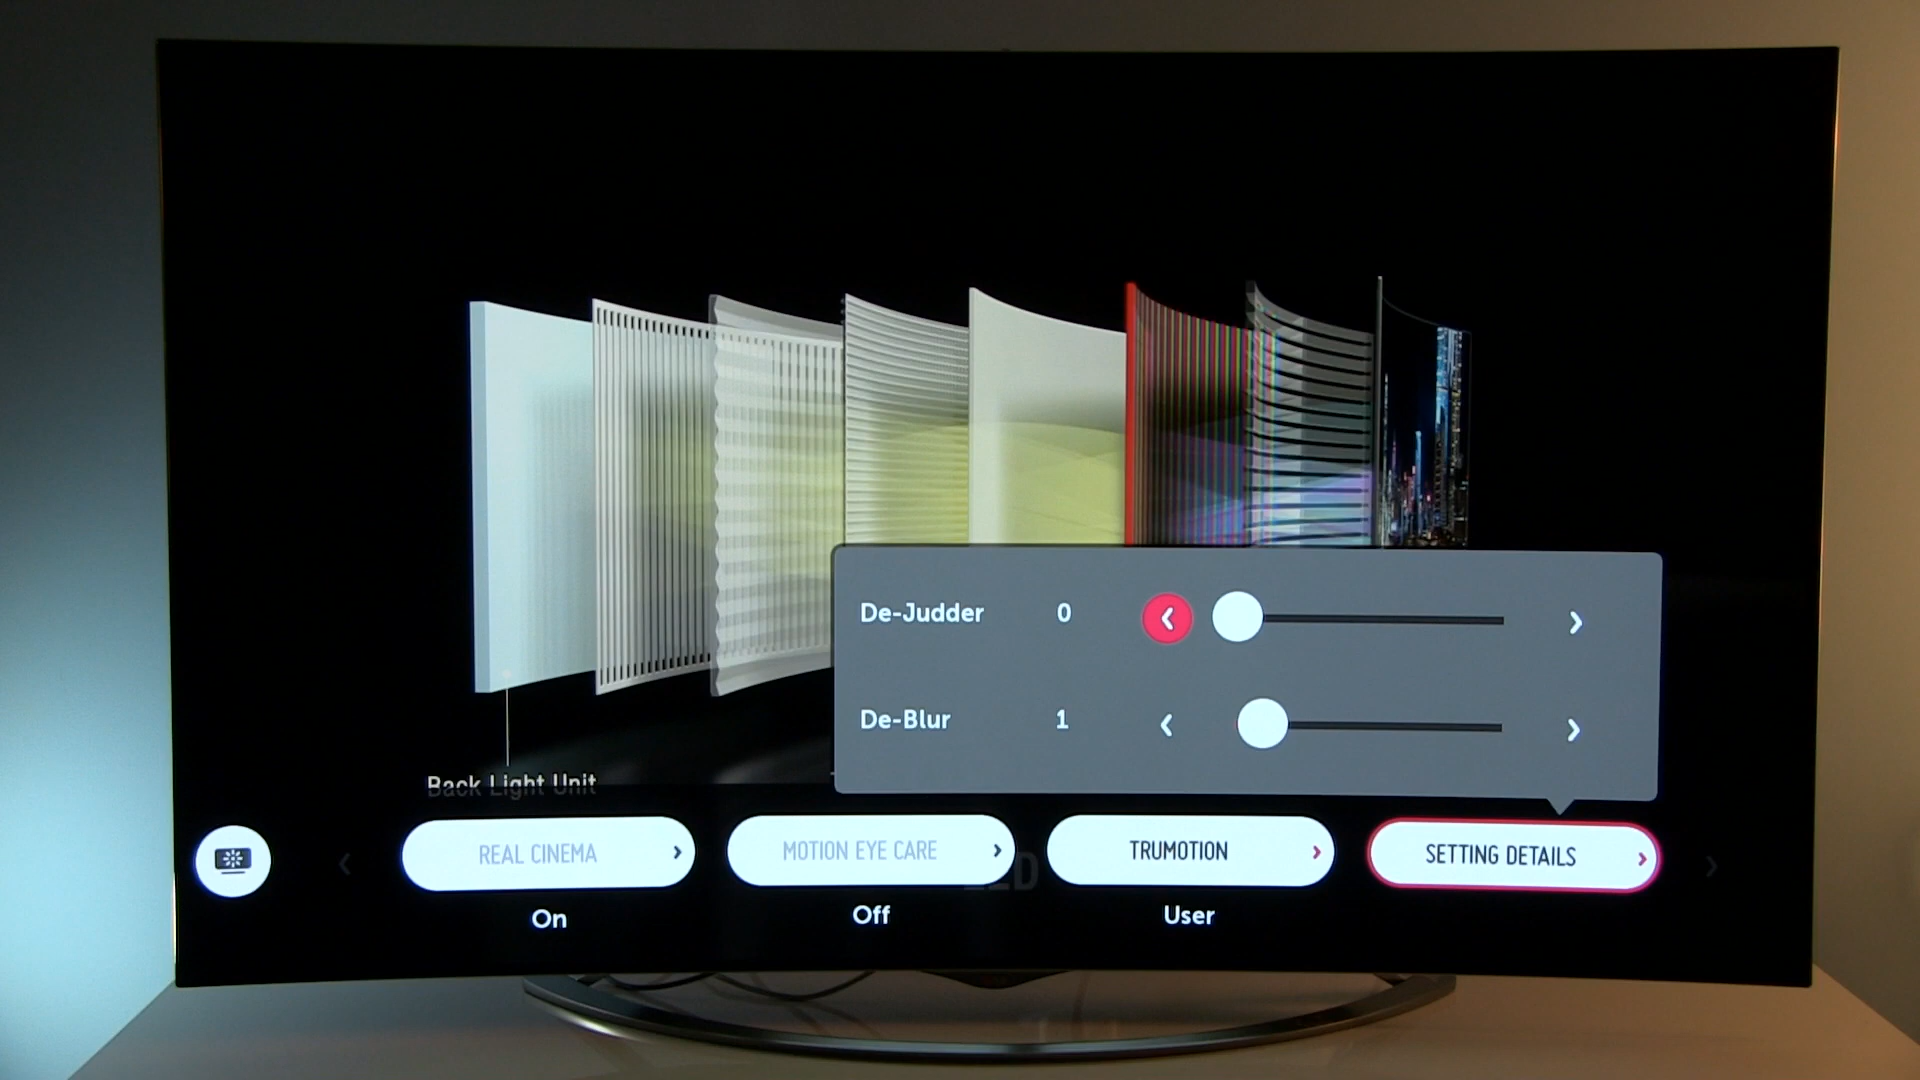 De-Judder 0
De-Blur 1
Back Light Unit
REAL CINEMA
MOTION EYE CARE
TRUMOTION
SETTING DETAILS
On
Off
User